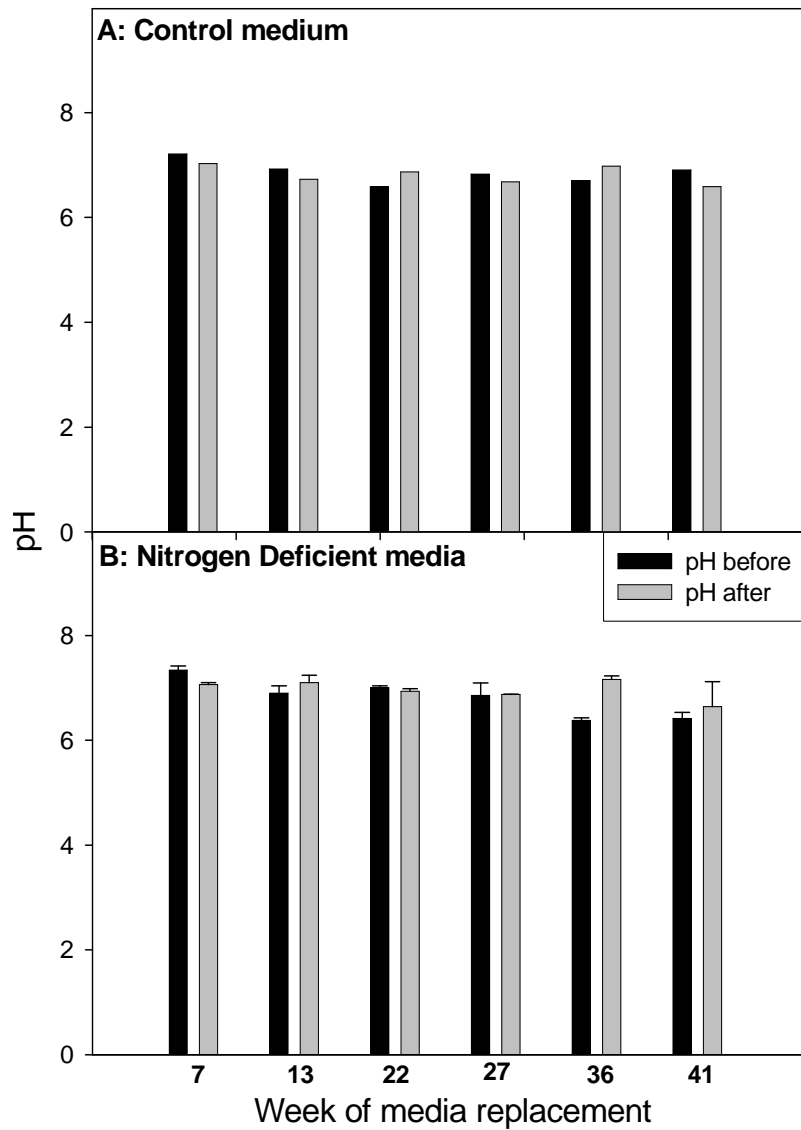 A: Control medium
8
6
4
2
0
pH
B: Nitrogen Deficient media
pH before
pH after
8
6
4
2
0
7 13 22 27 36 41
Week of media replacement